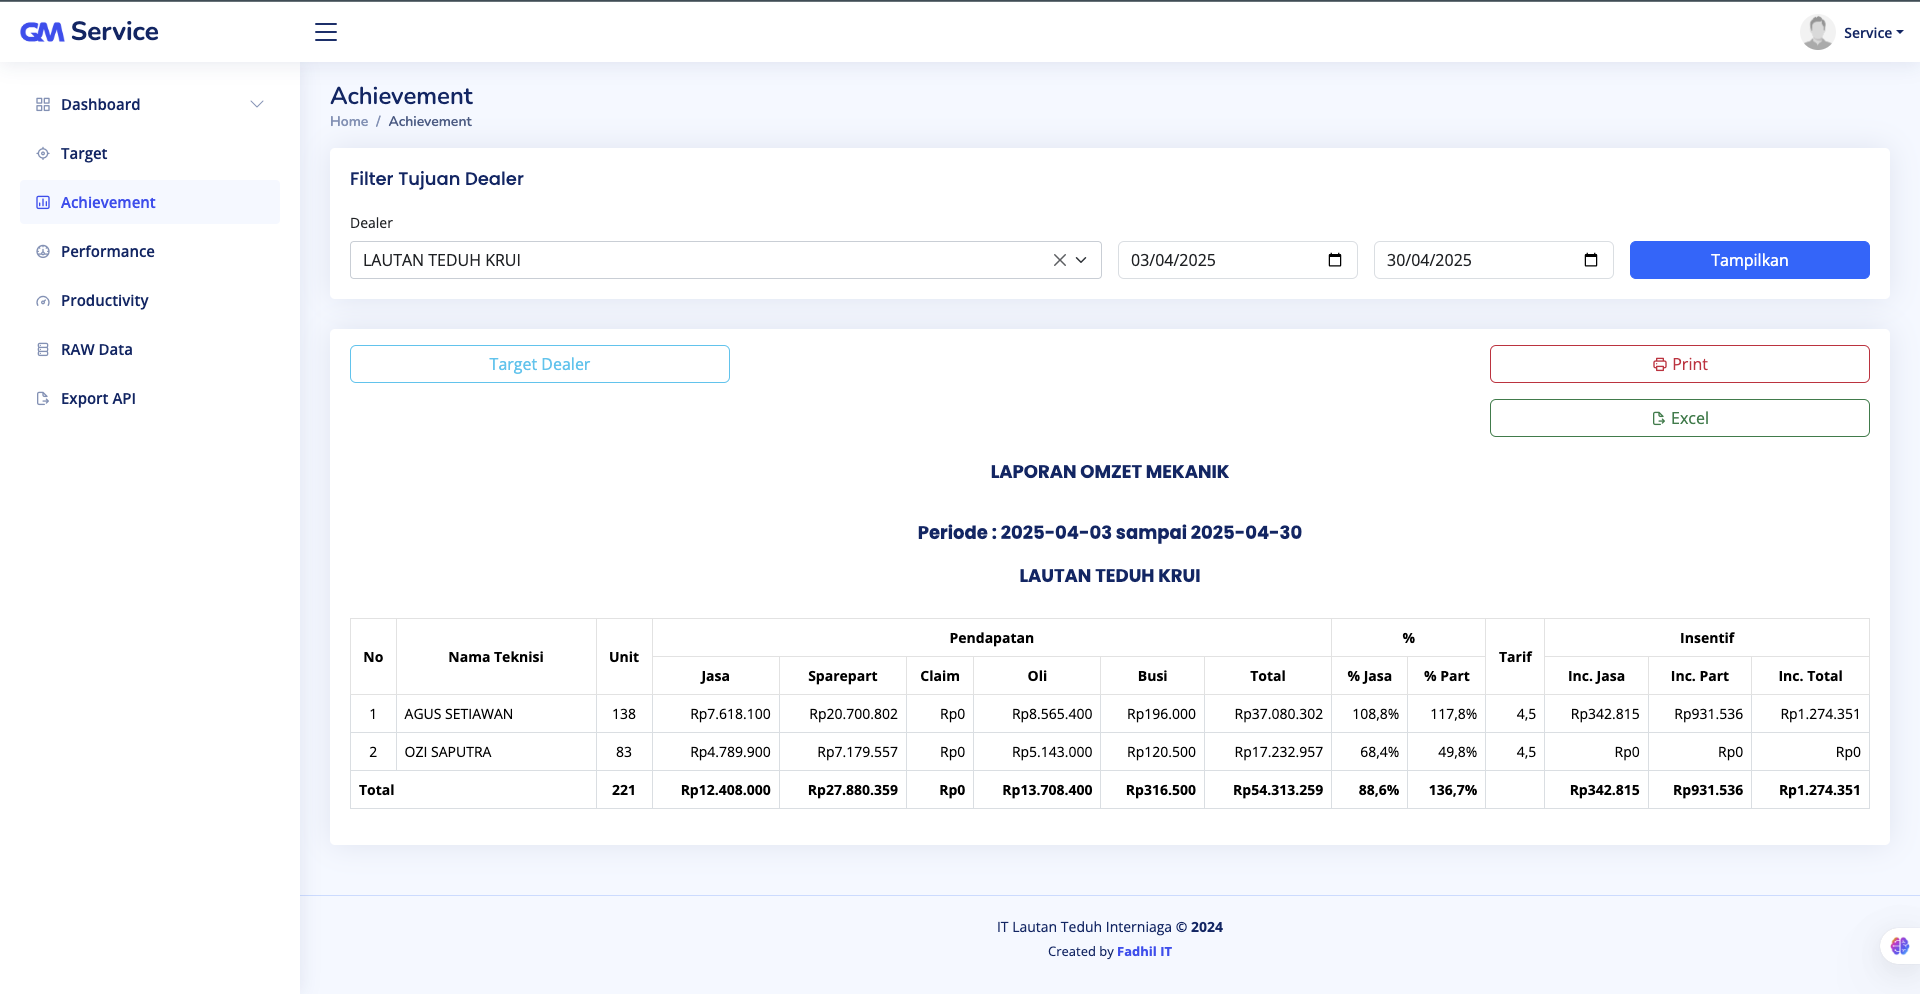 GM Service
Service
Dashboard
Target
Achievement
Performance
Productivity
RAW Data
Export API
Achievement
Home / Achievement
Filter Tujuan Dealer
Dealer
LAUTAN TEDUH KRUI
03/04/2025
30/04/2025
Tampilkan
Target Dealer
Print
Excel
LAPORAN OMZET MEKANIK
Periode : 2025-04-03 sampai 2025-04-30
LAUTAN TEDUH KRUI
No Nama Teknisi Unit Pendapatan % Tarif Insentif
Jasa Sparepart Claim Oli Busi Total % Jasa % Part Inc. Jasa Inc. Part Inc. Total
1 AGUS SETIAWAN 138 Rp7.618.100 Rp20.700.802 Rp0 Rp8.565.400 Rp196.000 Rp37.080.302 108,8% 117,8% 4,5 Rp342.815 Rp931.536 Rp1.274.351
2 OZI SAPUTRA 83 Rp4.789.900 Rp7.179.557 Rp0 Rp5.143.000 Rp120.500 Rp17.232.957 68,4% 49,8% 4,5 Rp0 Rp0 Rp0
Total 221 Rp12.408.000 Rp27.880.359 Rp0 Rp13.708.400 Rp316.500 Rp54.313.259 88,6% 136,7% Rp342.815 Rp931.536 Rp1.274.351
IT Lautan Teduh Interniaga © 2024
Created by Fadhil IT